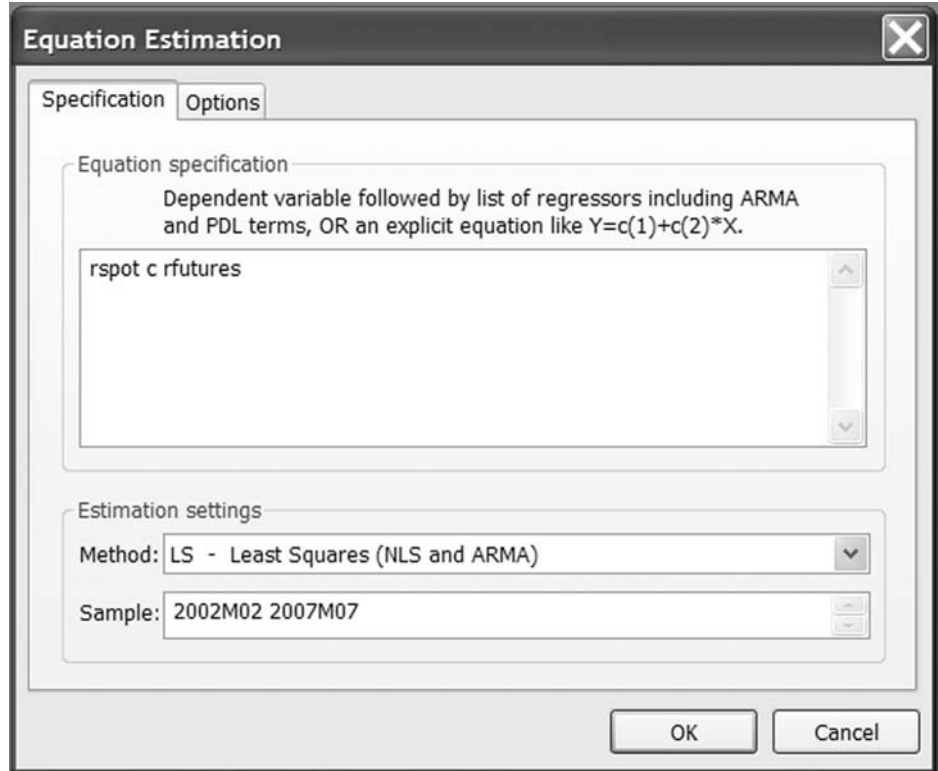 Equation Estimation
Specification
Options
Equation specification
Dependent variable followed by list of regressors including ARMA
and PDL terms, OR an explicit equation like Y=c(1)+c(2)*X.
rspot c rfutures
Estimation settings
Method: LS - Least Squares (NLS and ARMA)
Sample: 2002M02 2007M07
OK
Cancel